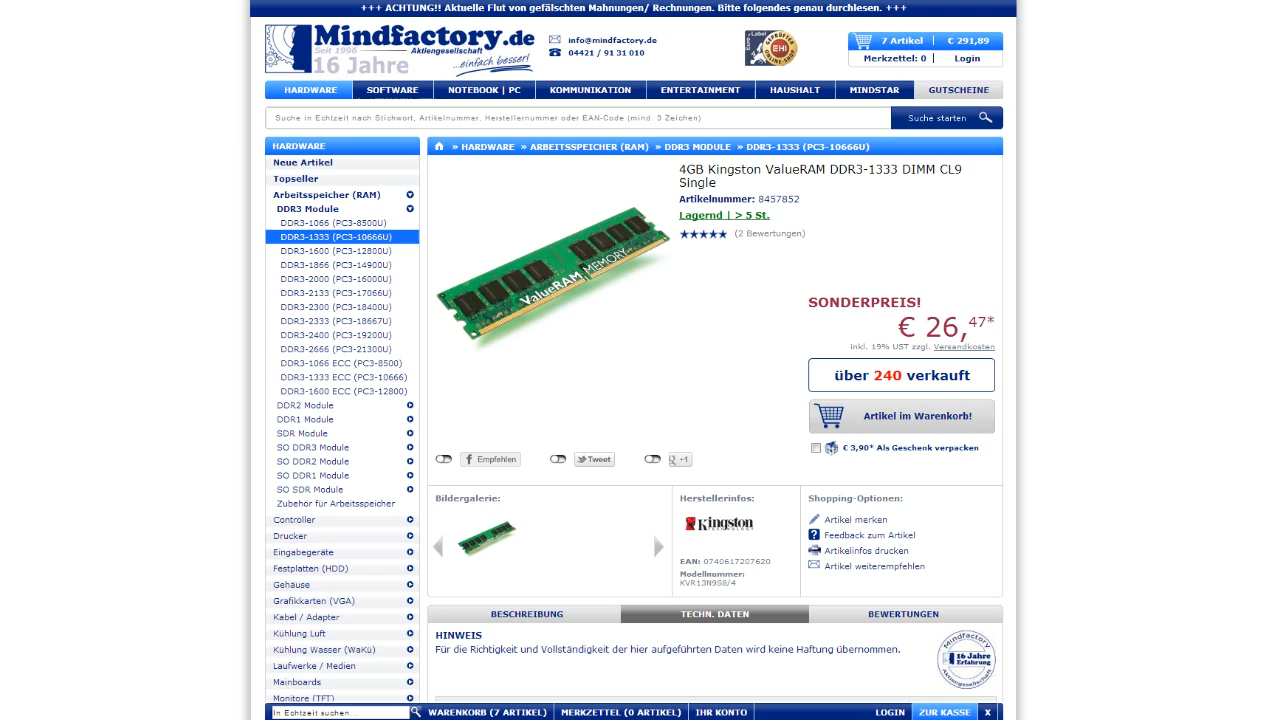 +++ ACHTUNG!! Aktuelle Flut von gefälschten Mahnungen/ Rechnungen. Bitte folgendes genau durchlesen. +++
Mindfactory.de
Seit 1996 Aktiengesellschaft
16 Jahre ...einfach besser!
info@mindfactory.de
04421 / 91 31 010
Euro-Label
GEPRÜFTER ONLINE-SHOP
EHI
7 Artikel | € 291,89
Merkzettel: 0 | Login
HARDWARE
SOFTWARE
NOTEBOOK | PC
KOMMUNIKATION
ENTERTAINMENT
HAUSHALT
MINDSTAR
GUTSCHEINE
Suche in Echtzeit nach Stichwort, Artikelnummer, Herstellernummer oder EAN-Code (mind. 3 Zeichen)
Suche starten
HARDWARE
Neue Artikel
Topseller
Arbeitsspeicher (RAM)
DDR3 Module
DDR3-1066 (PC3-8500U)
DDR3-1333 (PC3-10666U)
DDR3-1600 (PC3-12800U)
DDR3-1866 (PC3-14900U)
DDR3-2000 (PC3-16000U)
DDR3-2133 (PC3-17066U)
DDR3-2300 (PC3-18400U)
DDR3-2333 (PC3-18667U)
DDR3-2400 (PC3-19200U)
DDR3-2666 (PC3-21300U)
DDR3-1066 ECC (PC3-8500)
DDR3-1333 ECC (PC3-10666)
DDR3-1600 ECC (PC3-12800)
DDR2 Module
DDR1 Module
SDR Module
SO DDR3 Module
SO DDR2 Module
SO DDR1 Module
SO SDR Module
Zubehör für Arbeitsspeicher
Controller
Drucker
Eingabegeräte
Festplatten (HDD)
Gehäuse
Grafikkarten (VGA)
Kabel / Adapter
Kühlung Luft
Kühlung Wasser (WaKü)
Laufwerke / Medien
Mainboards
Monitore (TFT)
» HARDWARE » ARBEITSSPEICHER (RAM) » DDR3 MODULE » DDR3-1333 (PC3-10666U)
ValueRAM MEMORY
4GB Kingston ValueRAM DDR3-1333 DIMM CL9
Single
Artikelnummer: 8457852
Lagernd | > 5 St.
(2 Bewertungen)
SONDERPREIS!
€ 26,47*
inkl. 19% UST zzgl. Versandkosten
über 240 verkauft
Artikel im Warenkorb!
€ 3,90* Als Geschenk verpacken
Empfehlen
Tweet
+1
Bildergalerie:
Herstellerinfos:
Kingston
TECHNOLOGY
EAN: 0740617207620
Modellnummer:
KVR13N9S8/4
Shopping-Optionen:
Artikel merken
Feedback zum Artikel
Artikelinfos drucken
Artikel weiterempfehlen
BESCHREIBUNG
TECHN. DATEN
BEWERTUNGEN
HINWEIS
Für die Richtigkeit und Vollständigkeit der hier aufgeführten Daten wird keine Haftung übernommen.
Mindfactory
16 Jahre
Erfahrung
Aktiengesellschaft
In Echtzeit suchen...
WARENKORB (7 ARTIKEL)
MERKZETTEL (0 ARTIKEL)
IHR KONTO
LOGIN
ZUR KASSE
X